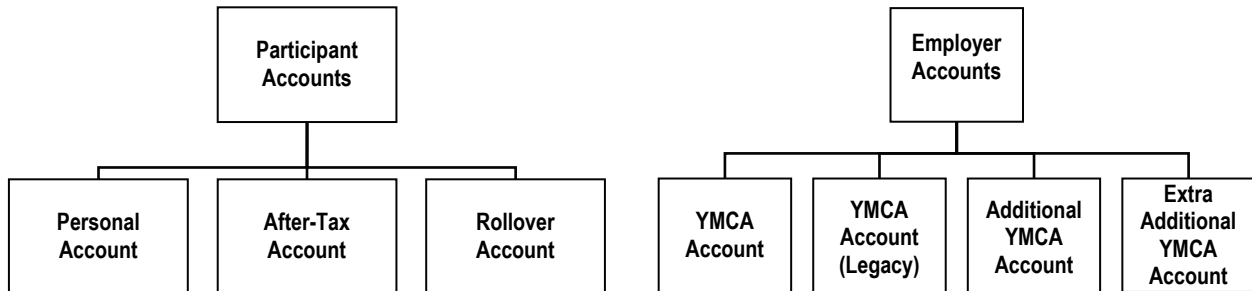 Participant
Accounts
Employer
Accounts
Personal
Account
After-Tax
Account
Rollover
Account
YMCA
Account
YMCA
Account
(Legacy)
Additional
YMCA
Account
Extra
Additional
YMCA
Account